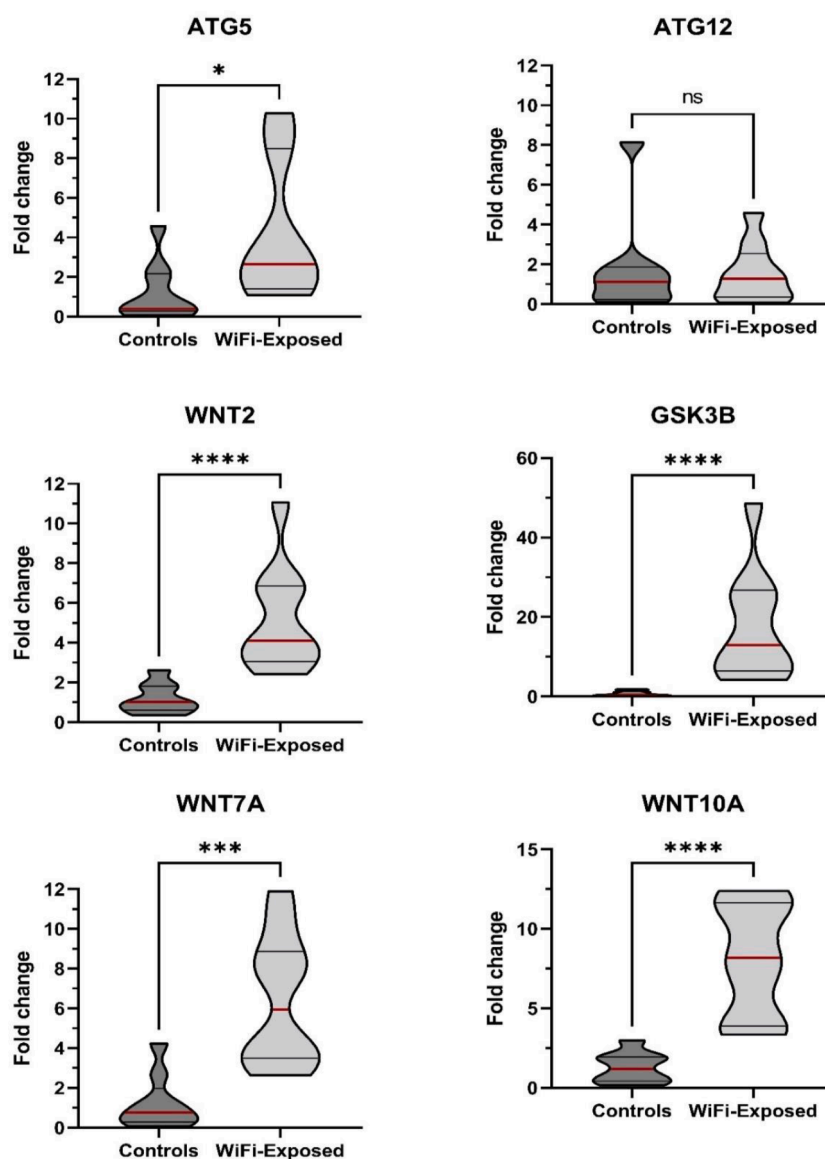 ATG5
*
12
10
8
6
4
2
0
Fold change
Controls WiFi-Exposed
ATG12
ns
12
10
8
6
4
2
0
Fold change
Controls WiFi-Exposed
WNT2
****
12
10
8
6
4
2
0
Fold change
Controls WiFi-Exposed
GSK3B
****
60
40
20
0
Fold change
Controls WiFi-Exposed
WNT7A
***
12
10
8
6
4
2
0
Fold change
Controls WiFi-Exposed
WNT10A
****
15
10
5
0
Fold change
Controls WiFi-Exposed